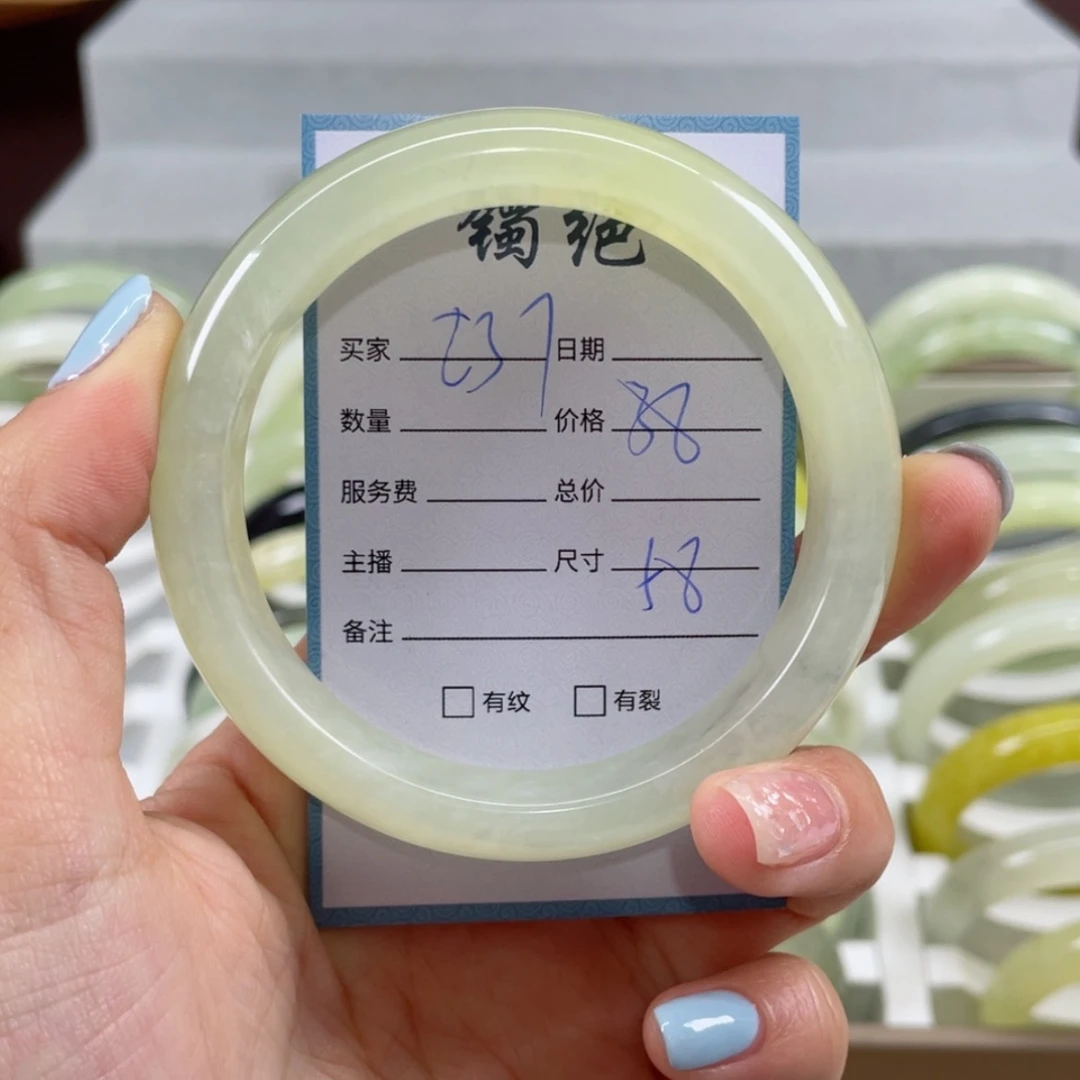 镯绝
买家 日期
数量 价格 88
服务费 总价
主播 尺寸 58
备注
□有纹 □有裂